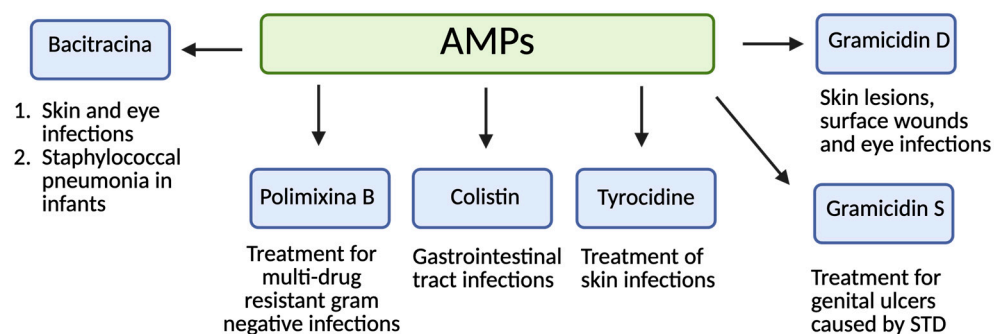 AMPs
Bacitracina
1. Skin and eye
infections
2. Staphylococcal
pneumonia in
infants
Polimixina B
Treatment for
multi-drug
resistant gram
negative infections
Colistin
Gastrointestinal
tract infections
Tyrocidine
Treatment of
skin infections
Gramicidin D
Skin lesions,
surface wounds
and eye infections
Gramicidin S
Treatment for
genital ulcers
caused by STD